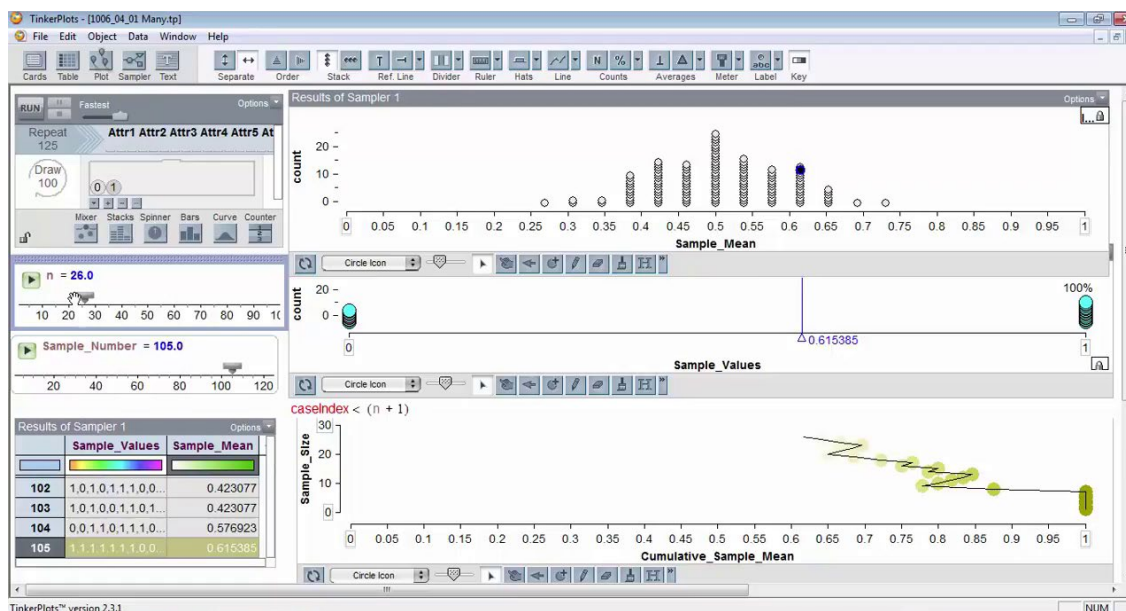 TinkerPlots - [1006_04_01 Many.tp]
File Edit Object Data Window Help
Cards Table Plot Sampler Text Separate Order Stack Ref. Line Divider Ruler Hats Line Counts Averages Meter Label Key
RUN Fastest Options
Repeat 125 Attr1 Attr2 Attr3 Attr4 Attr5 At
Draw 100
0 1
Mixer Stacks Spinner Bars Curve Counter
n = 26.0
10 20 30 40 50 60 70 80 90 10
Sample_Number = 105.0
20 40 60 80 100 120
Results of Sampler 1 Options
Sample_Values Sample_Mean
102 1,0,1,0,1,1,1,0,0... 0.423077
103 1,0,1,0,0,1,1,0,1... 0.423077
104 0,0,1,1,0,1,1,1,0... 0.576923
105 1,1,1,1,1,1,1,0,0... 0.615385
Results of Sampler 1 Options
count
20
10
0
0 0.05 0.1 0.15 0.2 0.25 0.3 0.35 0.4 0.45 0.5 0.55 0.6 0.65 0.7 0.75 0.8 0.85 0.9 0.95 1
Sample_Mean
Circle Icon
count
20
0
100%
0.615385
0 1
Sample_Values
Circle Icon
caseIndex < (n + 1)
Sample_Size
30
20
10
0
0 0.05 0.1 0.15 0.2 0.25 0.3 0.35 0.4 0.45 0.5 0.55 0.6 0.65 0.7 0.75 0.8 0.85 0.9 0.95 1
Cumulative_Sample_Mean
Circle Icon
TinkerPlots™ version 2.3.1 NUM